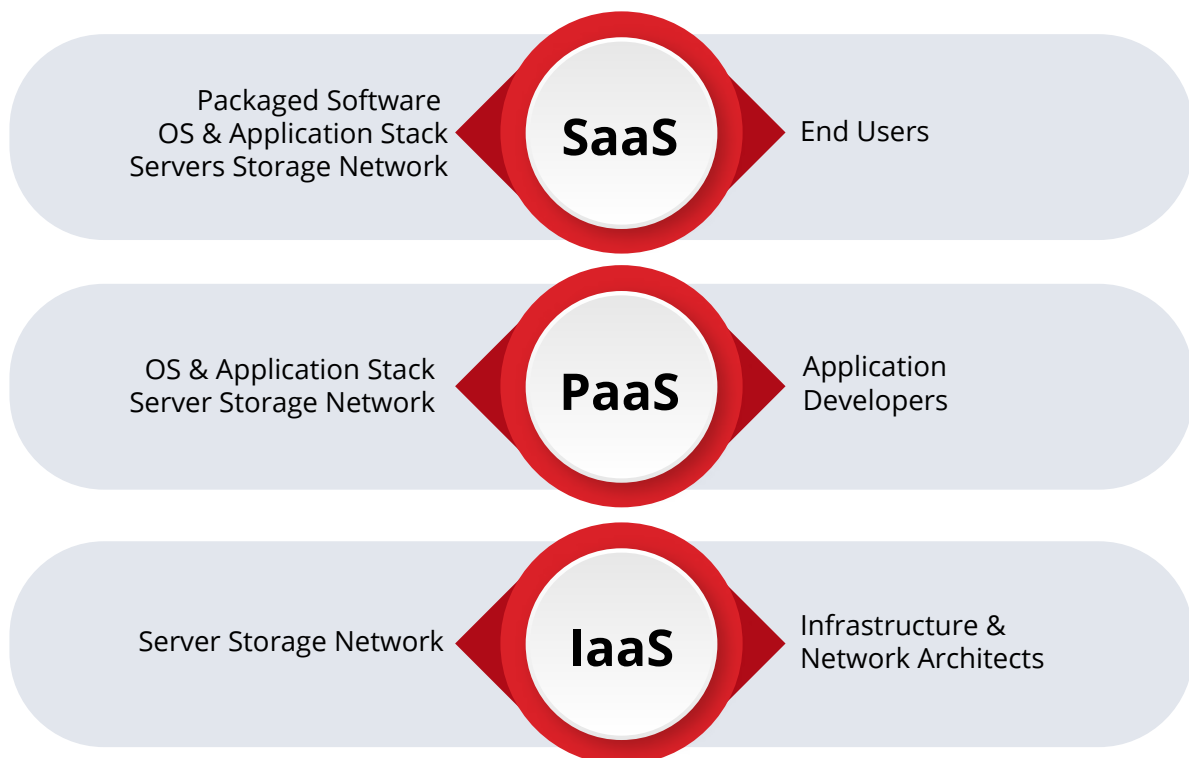 Packaged Software
OS & Application Stack
Servers Storage Network
SaaS
End Users
OS & Application Stack
Server Storage Network
PaaS
Application
Developers
Server Storage Network
IaaS
Infrastructure &
Network Architects